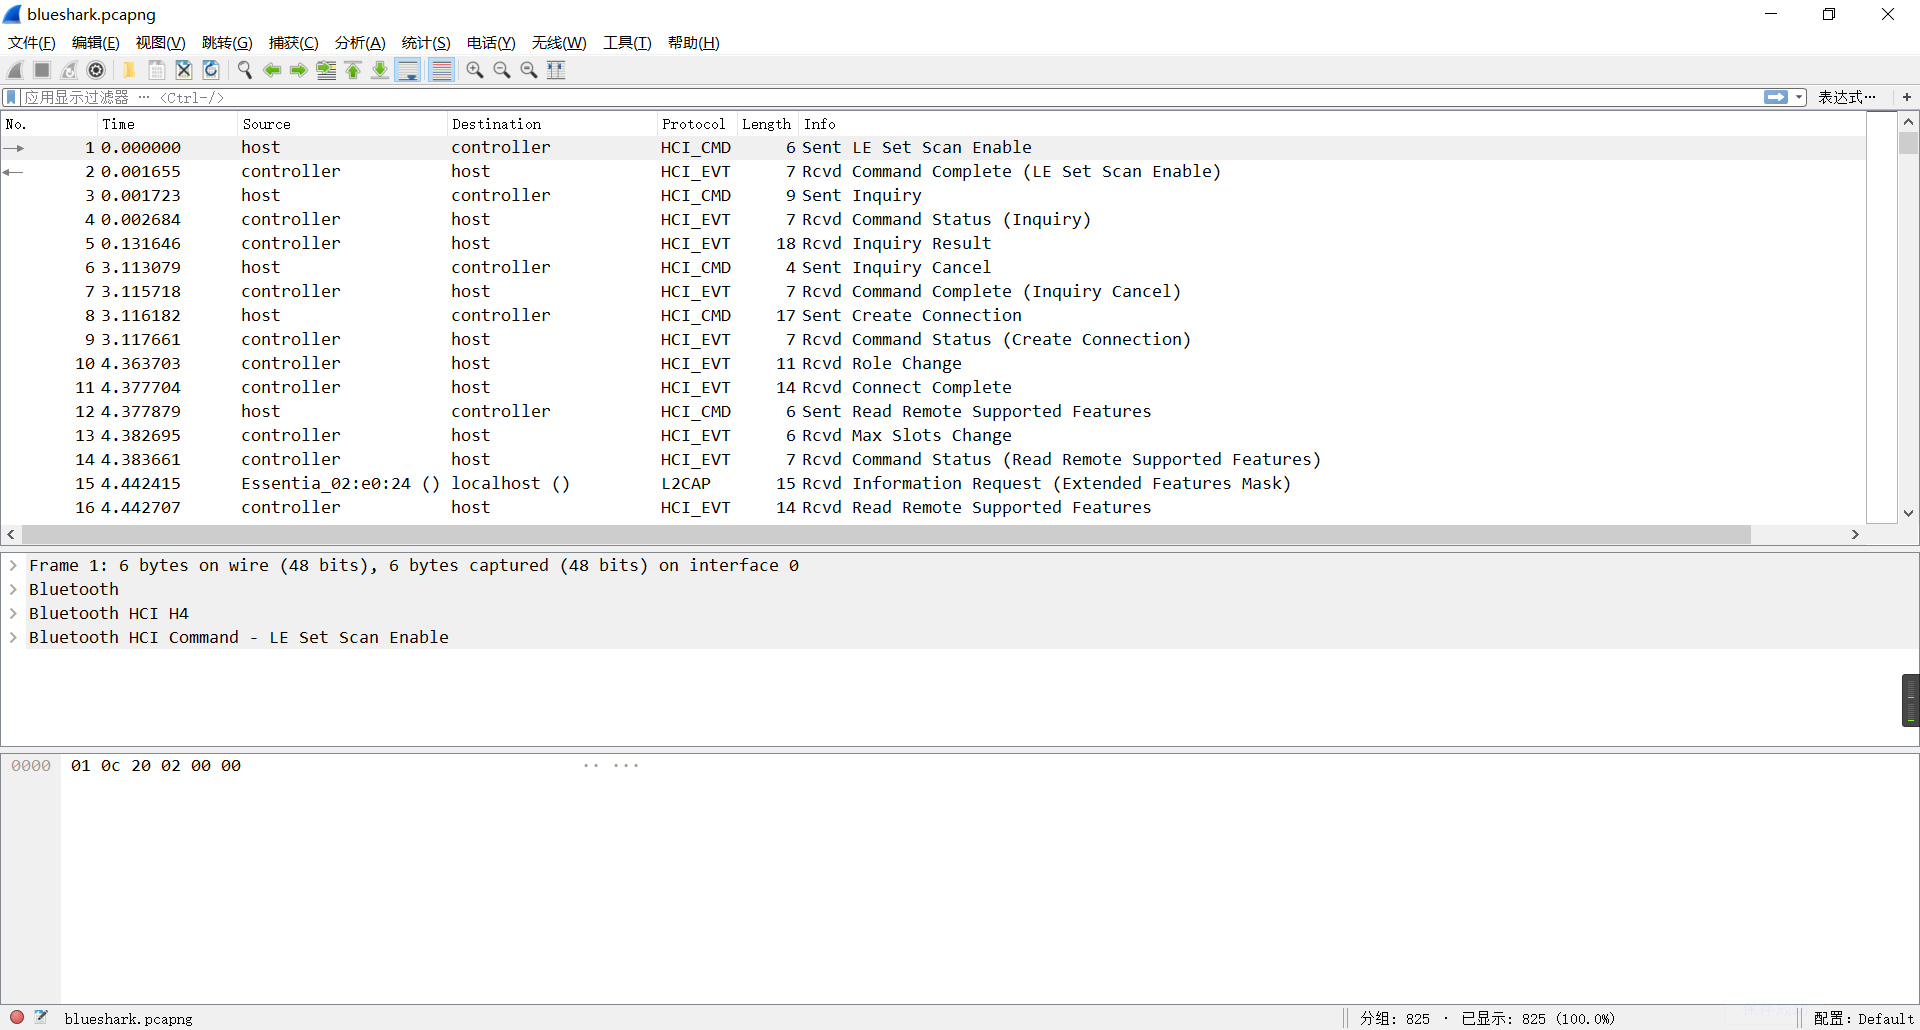 blueshark.pcapng
文件(F) 编辑(E) 视图(V) 跳转(G) 捕获(C) 分析(A) 统计(S) 电话(Y) 无线(W) 工具(T) 帮助(H)
应用显示过滤器 … <Ctrl-/> 表达式… +
No. Time Source Destination Protocol Length Info
1 0.000000 host controller HCI_CMD 6 Sent LE Set Scan Enable
2 0.001655 controller host HCI_EVT 7 Rcvd Command Complete (LE Set Scan Enable)
3 0.001723 host controller HCI_CMD 9 Sent Inquiry
4 0.002684 controller host HCI_EVT 7 Rcvd Command Status (Inquiry)
5 0.131646 controller host HCI_EVT 18 Rcvd Inquiry Result
6 3.113079 host controller HCI_CMD 4 Sent Inquiry Cancel
7 3.115718 controller host HCI_EVT 7 Rcvd Command Complete (Inquiry Cancel)
8 3.116182 host controller HCI_CMD 17 Sent Create Connection
9 3.117661 controller host HCI_EVT 7 Rcvd Command Status (Create Connection)
10 4.363703 controller host HCI_EVT 11 Rcvd Role Change
11 4.377704 controller host HCI_EVT 14 Rcvd Connect Complete
12 4.377879 host controller HCI_CMD 6 Sent Read Remote Supported Features
13 4.382695 controller host HCI_EVT 6 Rcvd Max Slots Change
14 4.383661 controller host HCI_EVT 7 Rcvd Command Status (Read Remote Supported Features)
15 4.442415 Essentia_02:e0:24 () localhost () L2CAP 15 Rcvd Information Request (Extended Features Mask)
16 4.442707 controller host HCI_EVT 14 Rcvd Read Remote Supported Features
Frame 1: 6 bytes on wire (48 bits), 6 bytes captured (48 bits) on interface 0
Bluetooth
Bluetooth HCI H4
Bluetooth HCI Command - LE Set Scan Enable
0000 01 0c 20 02 00 00 ·· ···
blueshark.pcapng 分组: 825 · 已显示: 825 (100.0%) 配置: Default